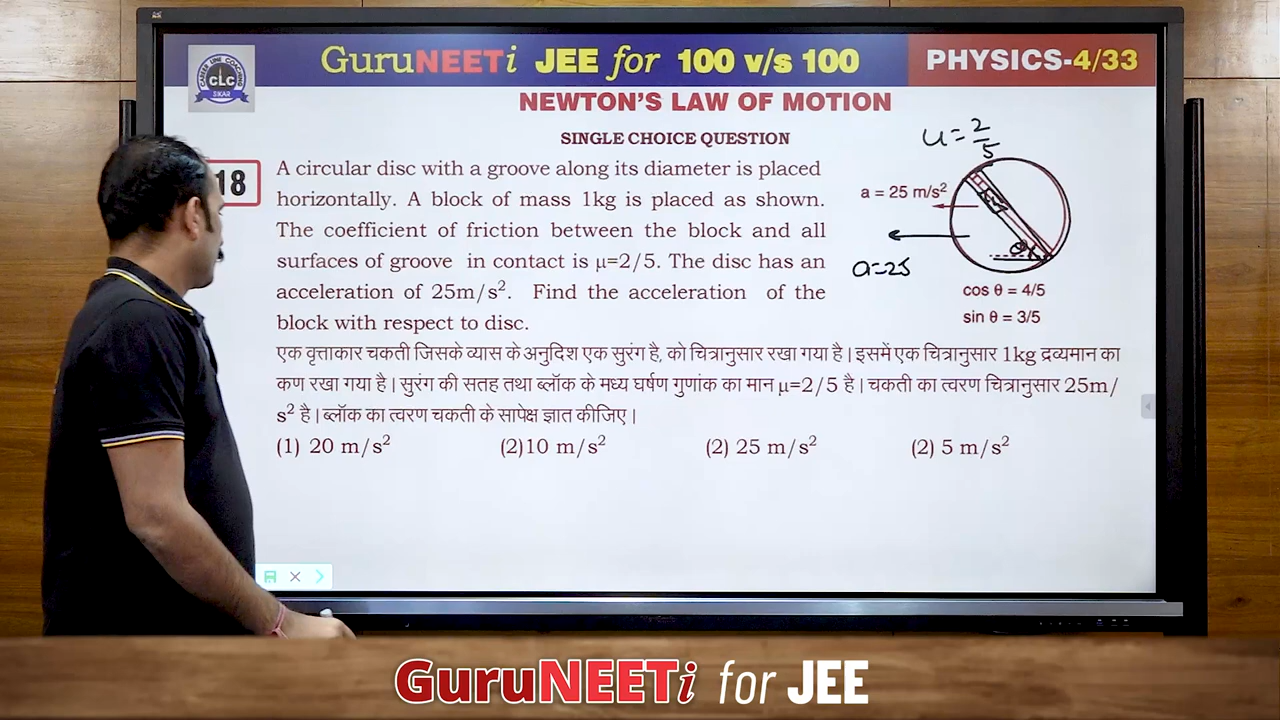 GuruNEETi JEE for 100 v/s 100
PHYSICS-4/33
CAREER LINE COACHING
CLC
SIKAR
NEWTON'S LAW OF MOTION
SINGLE CHOICE QUESTION
18
A circular disc with a groove along its diameter is placed
horizontally. A block of mass 1kg is placed as shown.
The coefficient of friction between the block and all
surfaces of groove in contact is μ=2/5. The disc has an
acceleration of 25m/s². Find the acceleration of the
block with respect to disc.
u=2/5
a = 25 m/s²
a=25
θ
cos θ = 4/5
sin θ = 3/5
एक वृत्ताकार चकती जिसके व्यास के अनुदिश एक सुरंग है, को चित्रानुसार रखा गया है। इसमें एक चित्रानुसार 1kg द्रव्यमान का
कण रखा गया है। सुरंग की सतह तथा ब्लॉक के मध्य घर्षण गुणांक का मान μ=2/5 है। चकती का त्वरण चित्रानुसार 25m/
s² है। ब्लॉक का त्वरण चकती के सापेक्ष ज्ञात कीजिए।
(1) 20 m/s² (2)10 m/s² (2) 25 m/s² (2) 5 m/s²
GuruNEETi for JEE